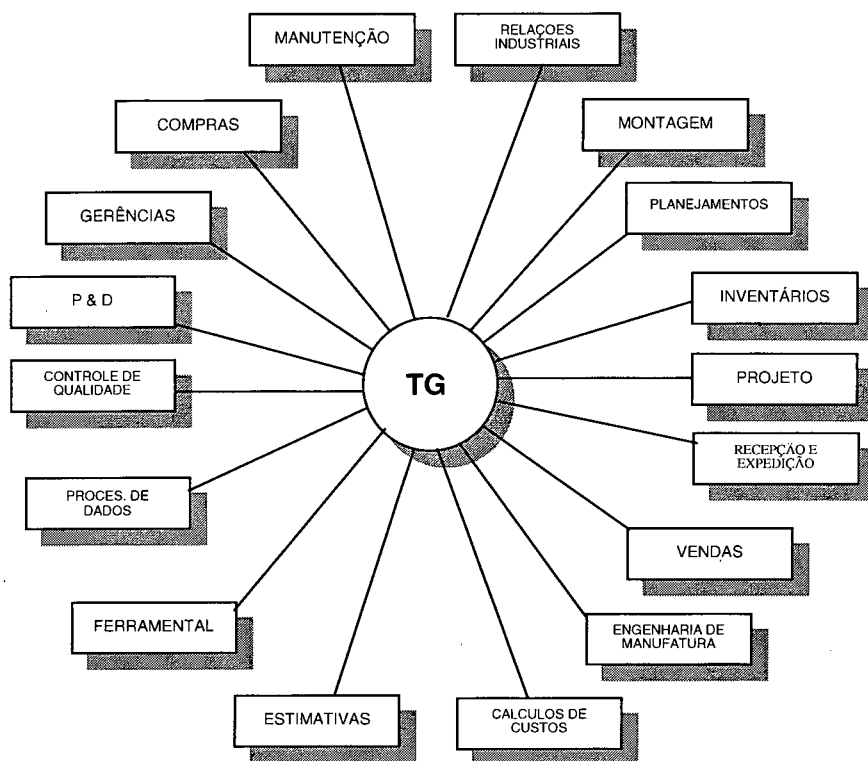 MANUTENÇÃO
RELAÇOES
INDUSTRIAIS
COMPRAS
MONTAGEM
GERÊNCIAS
PLANEJAMENTOS
P & D
INVENTÁRIOS
TG
CONTROLE DE
QUALIDADE
PROJETO
RECEPÇÃO E
EXPEDIÇÃO
PROCES. DE
DADOS
VENDAS
FERRAMENTAL
ENGENHARIA DE
MANUFATURA
ESTIMATIVAS
CALCULOS DE
CUSTOS